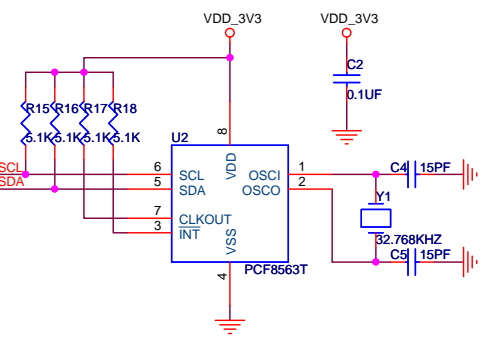 VDD_3V3
VDD_3V3
C2
0.1UF
R15 R16 R17 R18
5.1K 5.1K 5.1K 5.1K
U2
8
VDD
SCL
SDA
6
SCL
5
SDA
7
CLKOUT
3
INT
OSCI
1
OSCO
2
VSS
4
PCF8563T
C4
15PF
Y1
32.768KHZ
C5
15PF